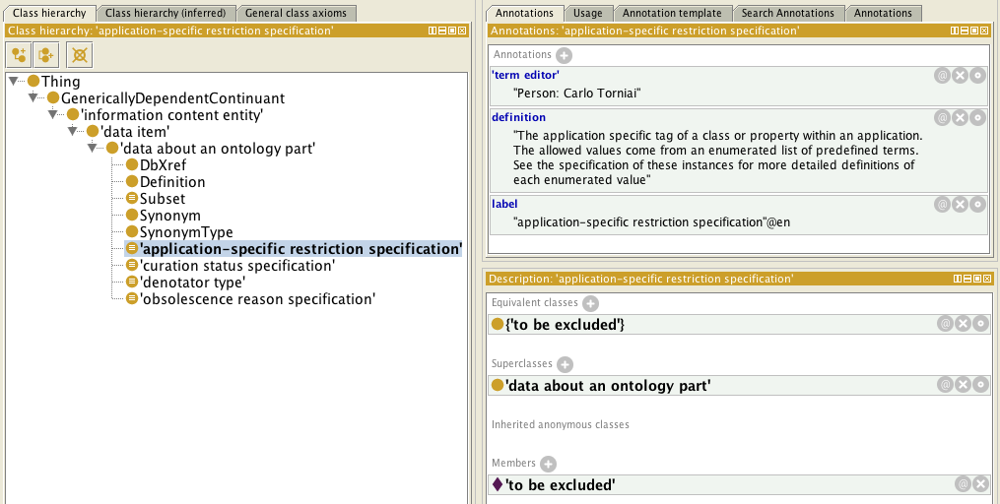 Class hierarchy
Class hierarchy (inferred)
General class axioms
Class hierarchy: 'application-specific restriction specification'
Thing
GenericallyDependentContinuant
'information content entity'
'data item'
'data about an ontology part'
DbXref
Definition
Subset
Synonym
SynonymType
'application-specific restriction specification'
'curation status specification'
'denotator type'
'obsolescence reason specification'
Annotations
Usage
Annotation template
Search Annotations
Annotations
Annotations: 'application-specific restriction specification'
Annotations
'term editor'
"Person: Carlo Torniai"
definition
"The application specific tag of a class or property within an application.
The allowed values come from an enumerated list of predefined terms.
See the specification of these instances for more detailed definitions of
each enumerated value"
label
"application-specific restriction specification"@en
Description: 'application-specific restriction specification'
Equivalent classes
{'to be excluded'}
Superclasses
'data about an ontology part'
Inherited anonymous classes
Members
'to be excluded'